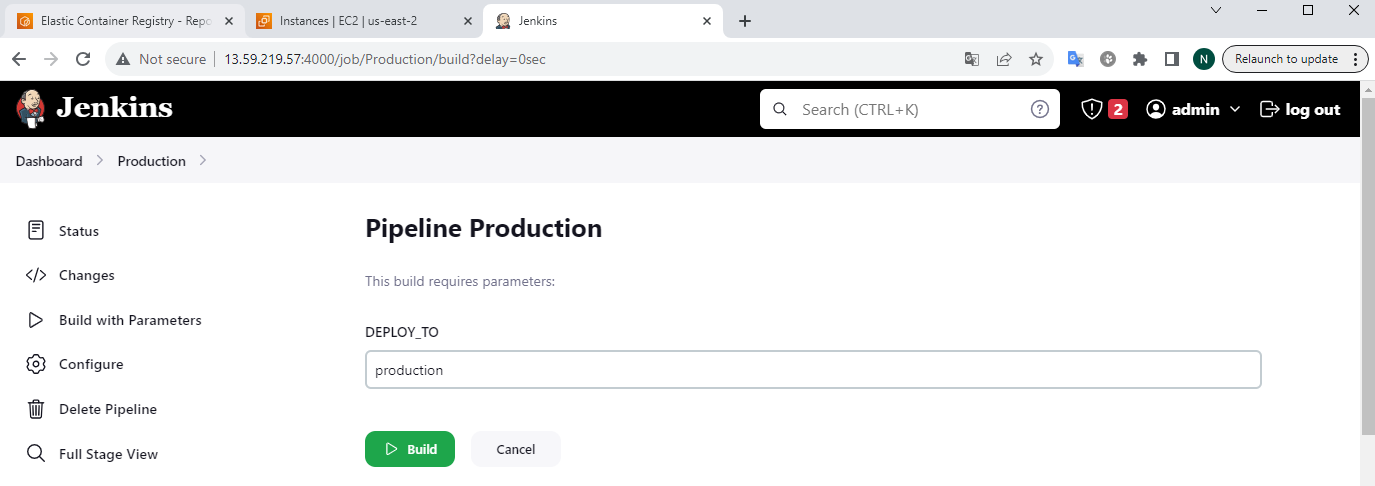 Elastic Container Registry - Repo
Instances | EC2 | us-east-2
Jenkins
Not secure
13.59.219.57:4000/job/Production/build?delay=0sec
N
Relaunch to update
Jenkins
Search (CTRL+K)
2
admin
log out
Dashboard
Production
Status
Changes
Build with Parameters
Configure
Delete Pipeline
Full Stage View
Pipeline Production
This build requires parameters:
DEPLOY_TO
production
Build
Cancel